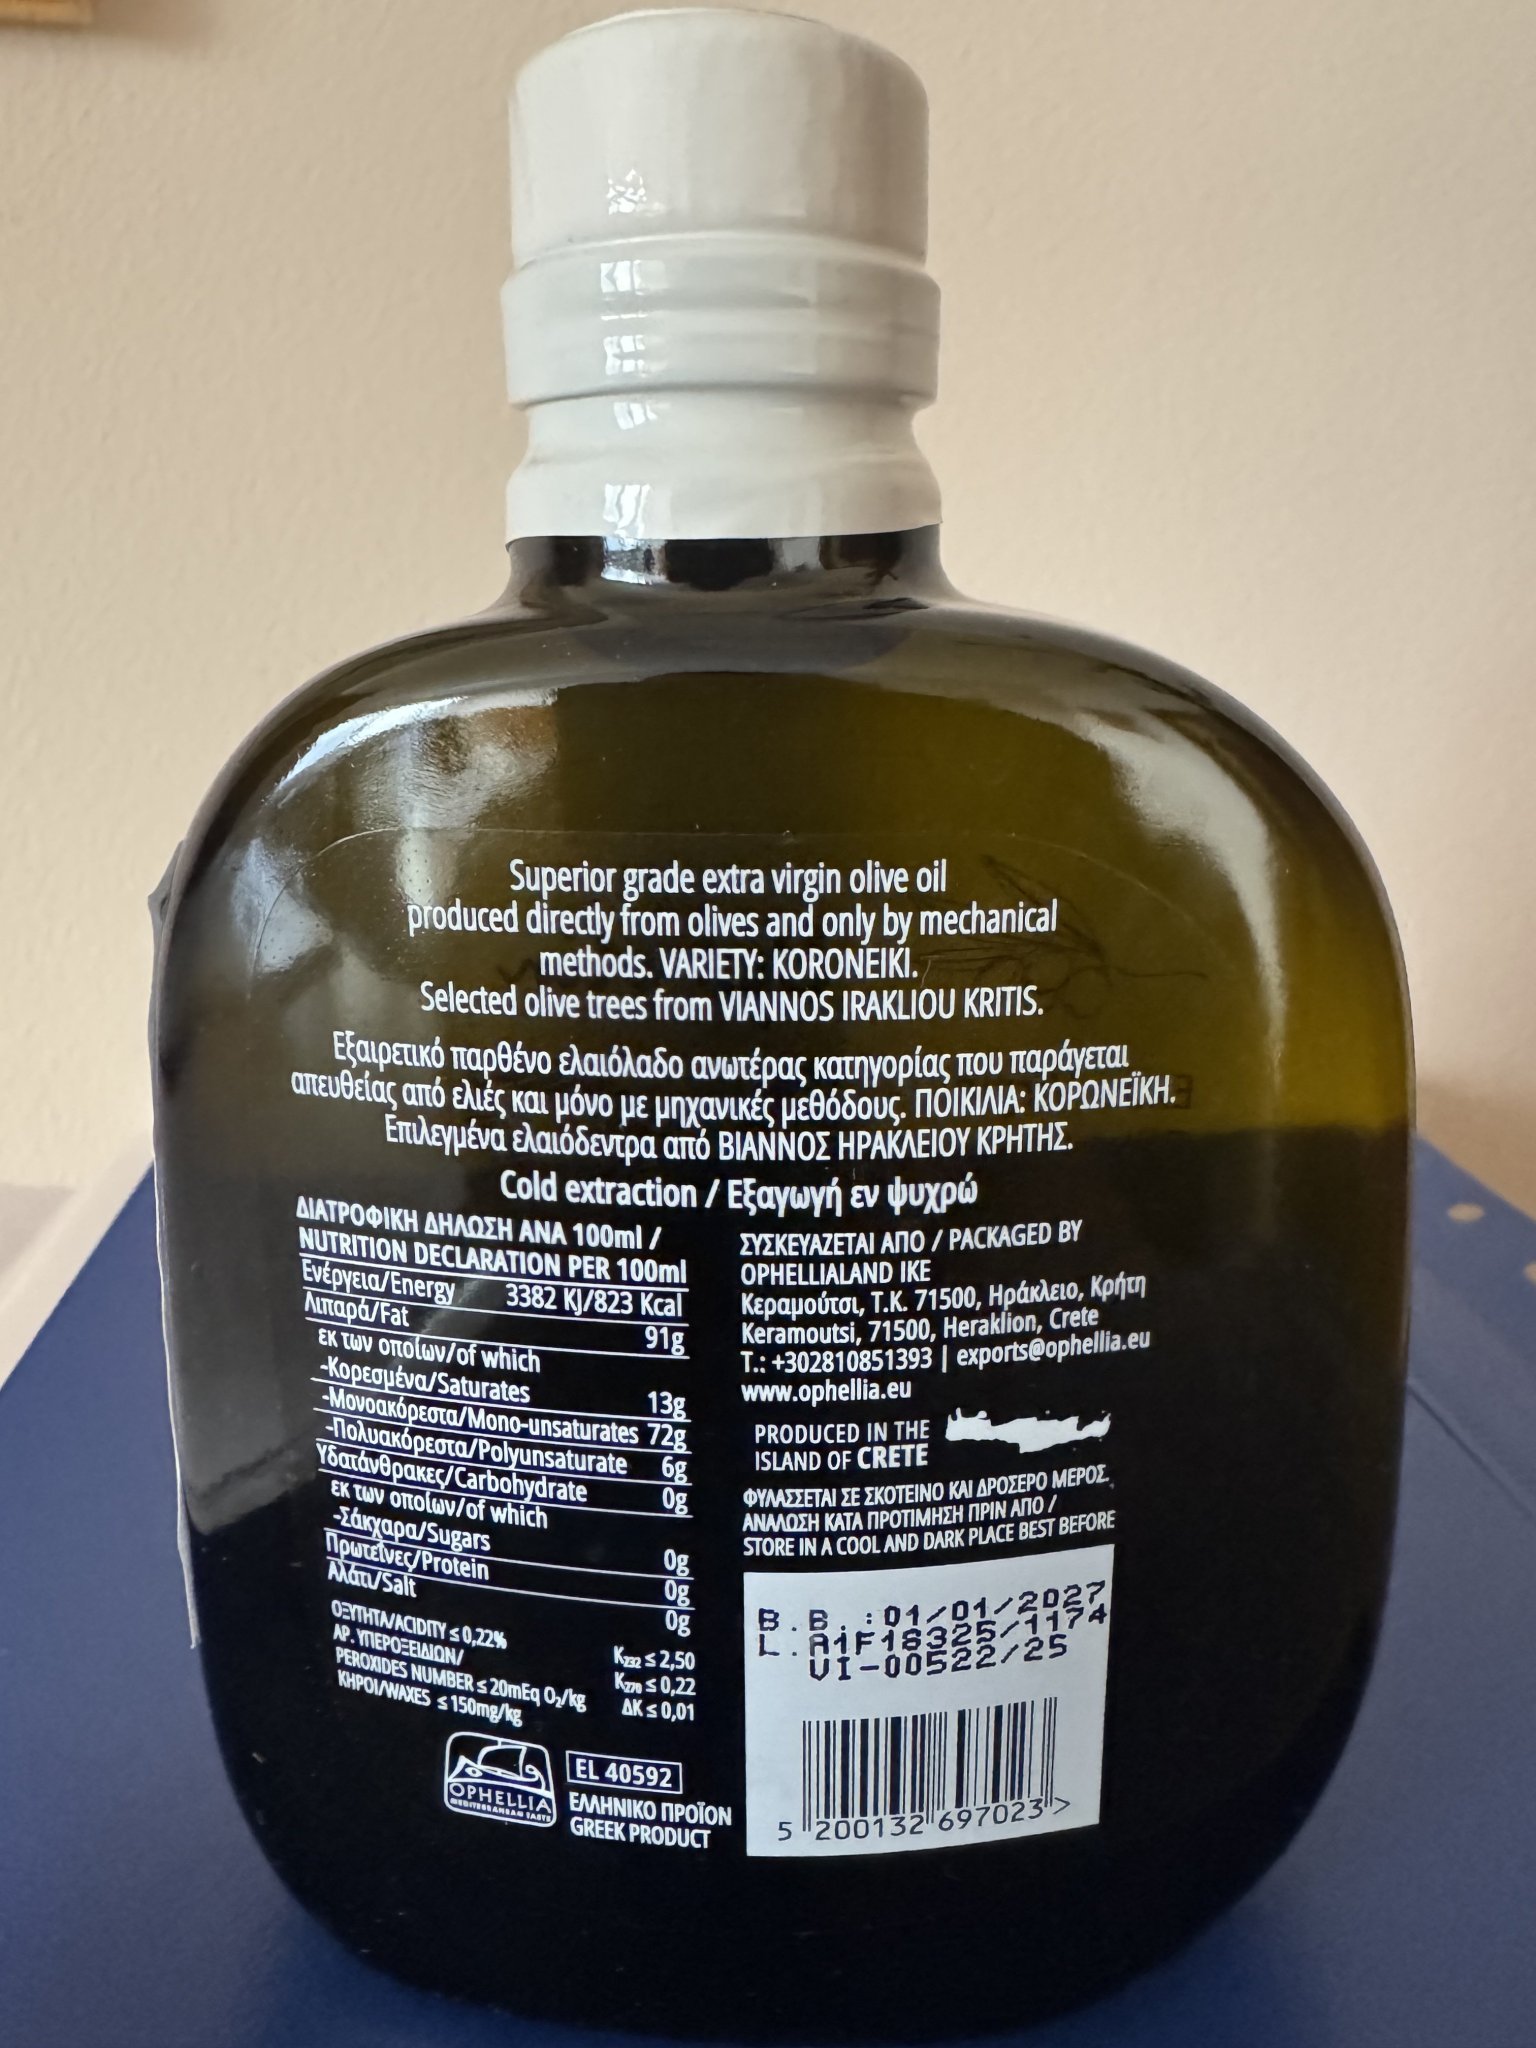 Superior grade extra virgin olive oil
produced directly from olives and only by mechanical
methods. VARIETY: KORONEIKI.
Selected olive trees from VIANNOS IRAKLIOU KRITIS.
Εξαιρετικό παρθένο ελαιόλαδο ανωτέρας κατηγορίας που παράγεται
απευθείας από ελιές και μόνο με μηχανικές μεθόδους. ΠΟΙΚΙΛΙΑ: ΚΟΡΩΝΕΪΚΗ.
Επιλεγμένα ελαιόδεντρα από ΒΙΑΝΝΟΣ ΗΡΑΚΛΕΙΟΥ ΚΡΗΤΗΣ.
Cold extraction / Εξαγωγή εν ψυχρώ
ΔΙΑΤΡΟΦΙΚΗ ΔΗΛΩΣΗ ΑΝΑ 100ml /
NUTRITION DECLARATION PER 100ml
Ενέργεια/Energy 3382 KJ/823 Kcal
Λιπαρά/Fat 91g
εκ των οποίων/of which
-Κορεσμένα/Saturates 13g
-Μονοακόρεστα/Mono-unsaturates 72g
-Πολυακόρεστα/Polyunsaturate 6g
Υδατάνθρακες/Carbohydrate 0g
εκ των οποίων/of which
-Σάκχαρα/Sugars 0g
Πρωτεΐνες/Protein 0g
Αλάτι/Salt 0g
ΟΞΥΤΗΤΑ/ACIDITY ≤ 0,22%
ΑΡ. ΥΠΕΡΟΞΕΙΔΙΩΝ/
PEROXIDES NUMBER ≤ 20mEq O₂/kg
ΚΗΡΟΙ/WAXES ≤ 150mg/kg
K₂₃₂ ≤ 2,50
K₂₇₀ ≤ 0,22
ΔΚ ≤ 0,01
OPHELLIA
MEDITERRANEAN TASTE
EL 40592
ΕΛΛΗΝΙΚΟ ΠΡΟΪΟΝ
GREEK PRODUCT
ΣΥΣΚΕΥΑΖΕΤΑΙ ΑΠΟ / PACKAGED BY
OPHELLIALAND IKE
Κεραμούτσι, Τ.Κ. 71500, Ηράκλειο, Κρήτη
Keramoutsi, 71500, Heraklion, Crete
T.: +302810851393 | exports@ophellia.eu
www.ophellia.eu
PRODUCED IN THE
ISLAND OF CRETE
ΦΥΛΑΣΣΕΤΑΙ ΣΕ ΣΚΟΤΕΙΝΟ ΚΑΙ ΔΡΟΣΕΡΟ ΜΕΡΟΣ.
ΑΝΑΛΩΣΗ ΚΑΤΑ ΠΡΟΤΙΜΗΣΗ ΠΡΙΝ ΑΠΟ /
STORE IN A COOL AND DARK PLACE BEST BEFORE
B.B.:01/01/2027
L.A1F18325/1174
VI-00522/25
5 200132 697023 >